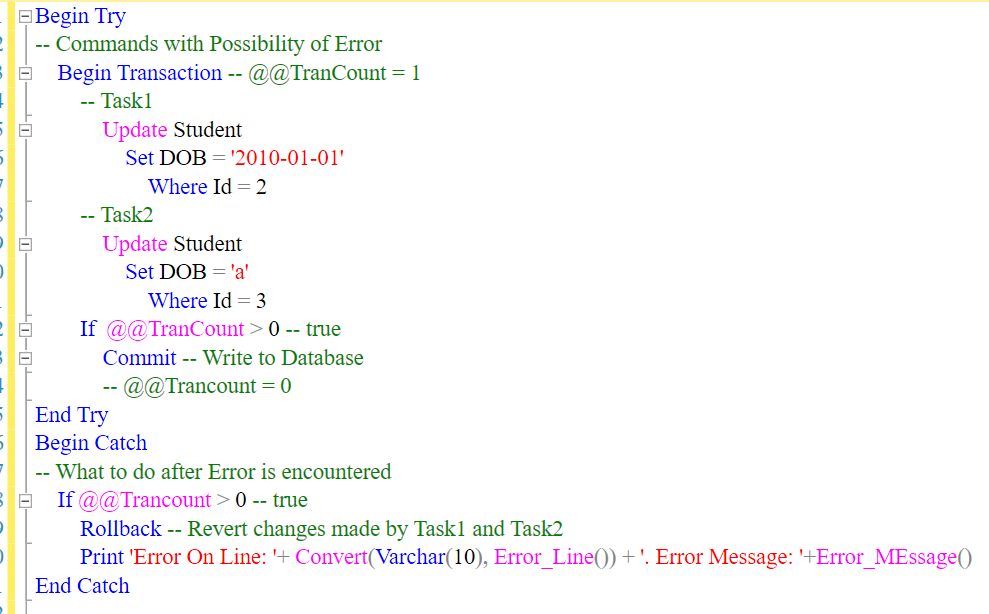 Begin Try
-- Commands with Possibility of Error
Begin Transaction -- @@TranCount = 1
-- Task1
Update Student
Set DOB = '2010-01-01'
Where Id = 2
-- Task2
Update Student
Set DOB = 'a'
Where Id = 3
If  @@TranCount > 0 -- true
Commit -- Write to Database
-- @@Trancount = 0
End Try
Begin Catch
-- What to do after Error is encountered
If @@Trancount > 0 -- true
Rollback -- Revert changes made by Task1 and Task2
Print 'Error On Line: '+ Convert(Varchar(10), Error_Line()) + '. Error Message: '+Error_MEssage()
End Catch